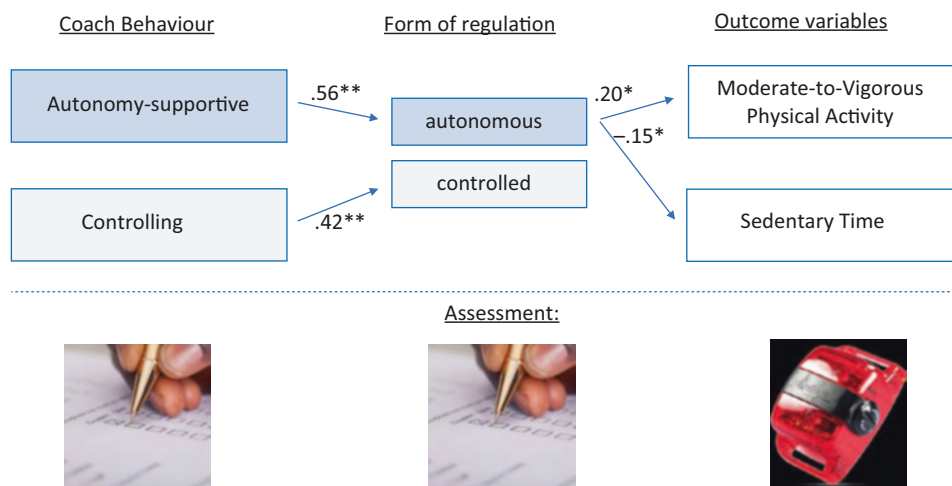 Coach Behaviour
Form of regulation
Outcome variables
Autonomy-supportive
.56**
autonomous
.20*
Moderate-to-Vigorous
Physical Activity
–.15*
Controlling
.42**
controlled
Sedentary Time
Assessment: